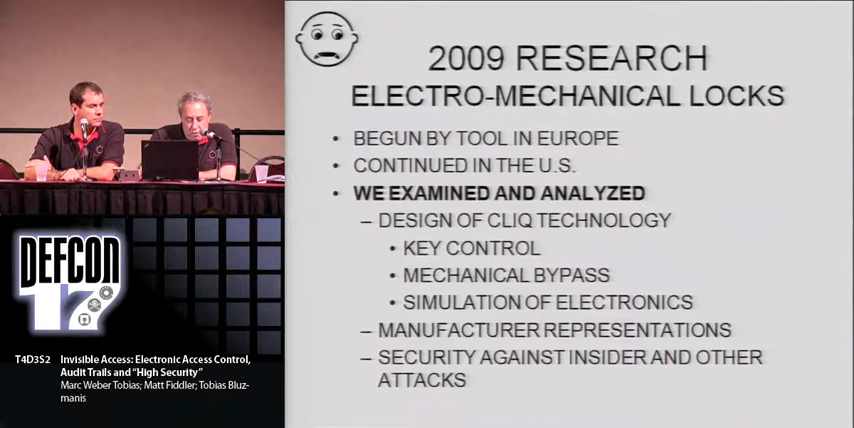 2009 RESEARCH
ELECTRO-MECHANICAL LOCKS
• BEGUN BY TOOL IN EUROPE
• CONTINUED IN THE U.S.
• WE EXAMINED AND ANALYZED
– DESIGN OF CLIQ TECHNOLOGY
• KEY CONTROL
• MECHANICAL BYPASS
• SIMULATION OF ELECTRONICS
– MANUFACTURER REPRESENTATIONS
– SECURITY AGAINST INSIDER AND OTHER
ATTACKS
DEFCON
17
T4D3S2 Invisible Access: Electronic Access Control,
Audit Trails and “High Security”
Marc Weber Tobias; Matt Fiddler; Tobias Bluz-
manis